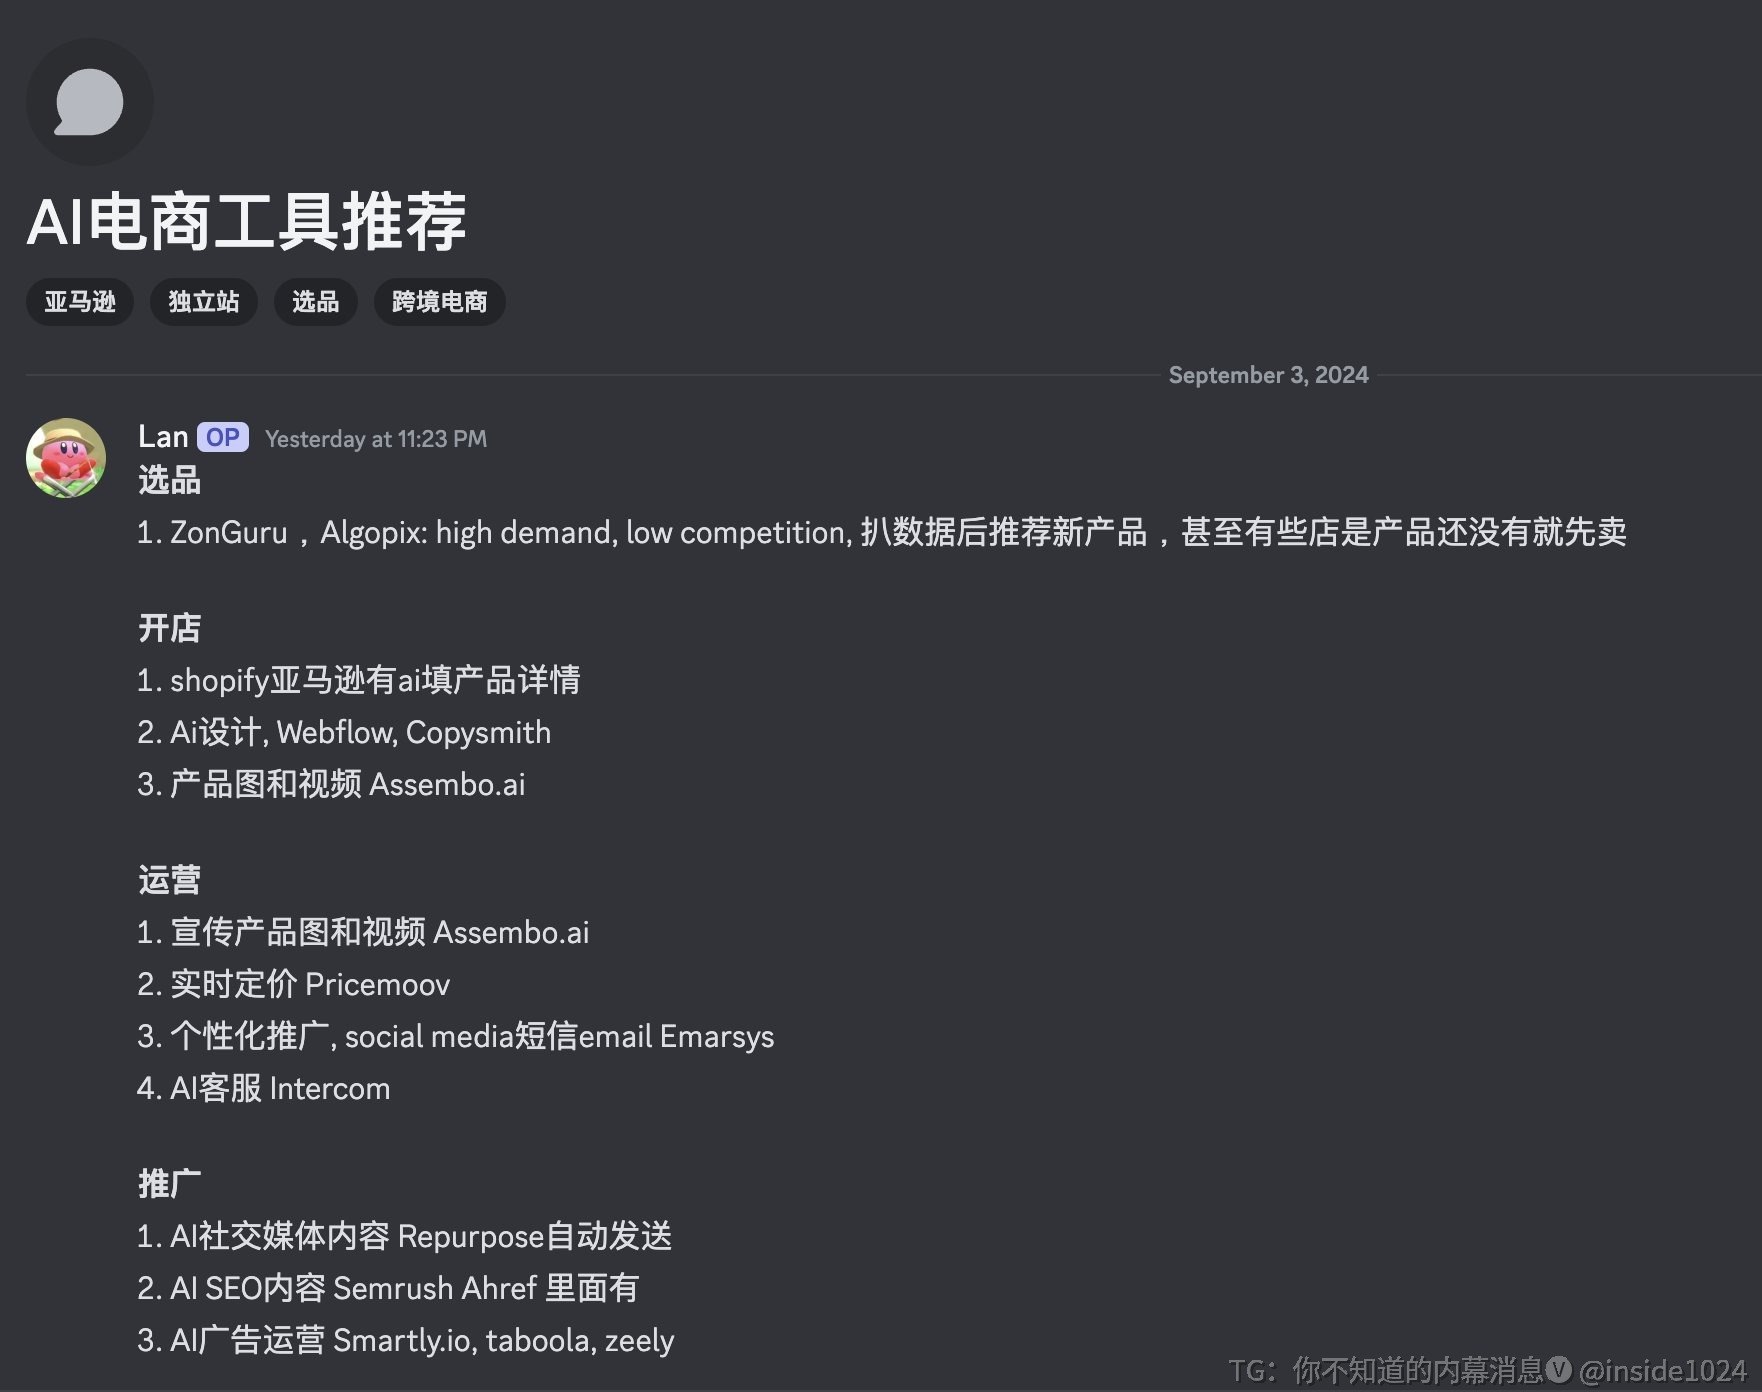 AI电商工具推荐
亚马逊 独立站 选品 跨境电商
September 3, 2024
Lan OP Yesterday at 11:23 PM
选品
1. ZonGuru，Algopix: high demand, low competition, 扒数据后推荐新产品，甚至有些店是产品还没有就先卖
开店
1. shopify亚马逊有ai填产品详情
2. Ai设计, Webflow, Copysmith
3. 产品图和视频 Assembo.ai
运营
1. 宣传产品图和视频 Assembo.ai
2. 实时定价 Pricemoov
3. 个性化推广, social media短信email Emarsys
4. AI客服 Intercom
推广
1. AI社交媒体内容 Repurpose自动发送
2. AI SEO内容 Semrush Ahref 里面有
3. AI广告运营 Smartly.io, taboola, zeely
TG：你不知道的内幕消息Ⓥ @inside1024